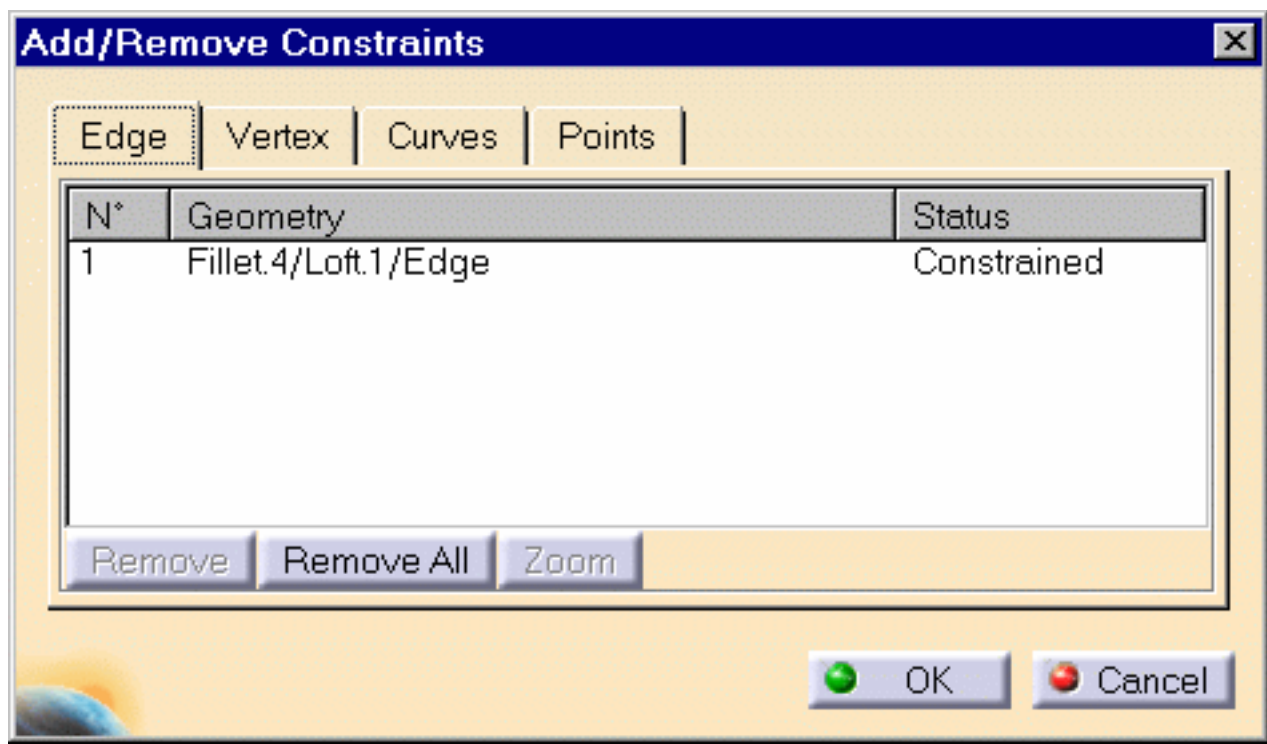 Add/Remove Constraints
Edge Vertex Curves Points
N° Geometry Status
1 Fillet.4/Loft.1/Edge Constrained
Remove Remove All Zoom
OK Cancel